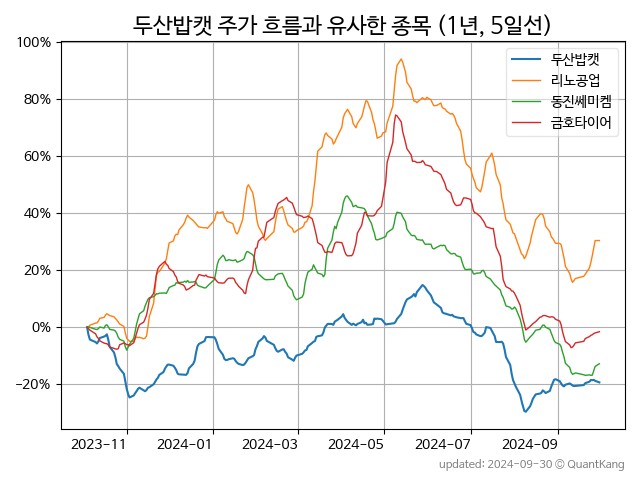 두산밥캣 주가 흐름과 유사한 종목 (1년, 5일선)
100%
80%
60%
40%
20%
0%
−20%
두산밥캣
리노공업
동진쎄미켐
금호타이어
2023-11
2024-01
2024-03
2024-05
2024-07
2024-09
updated: 2024-09-30 © QuantKang